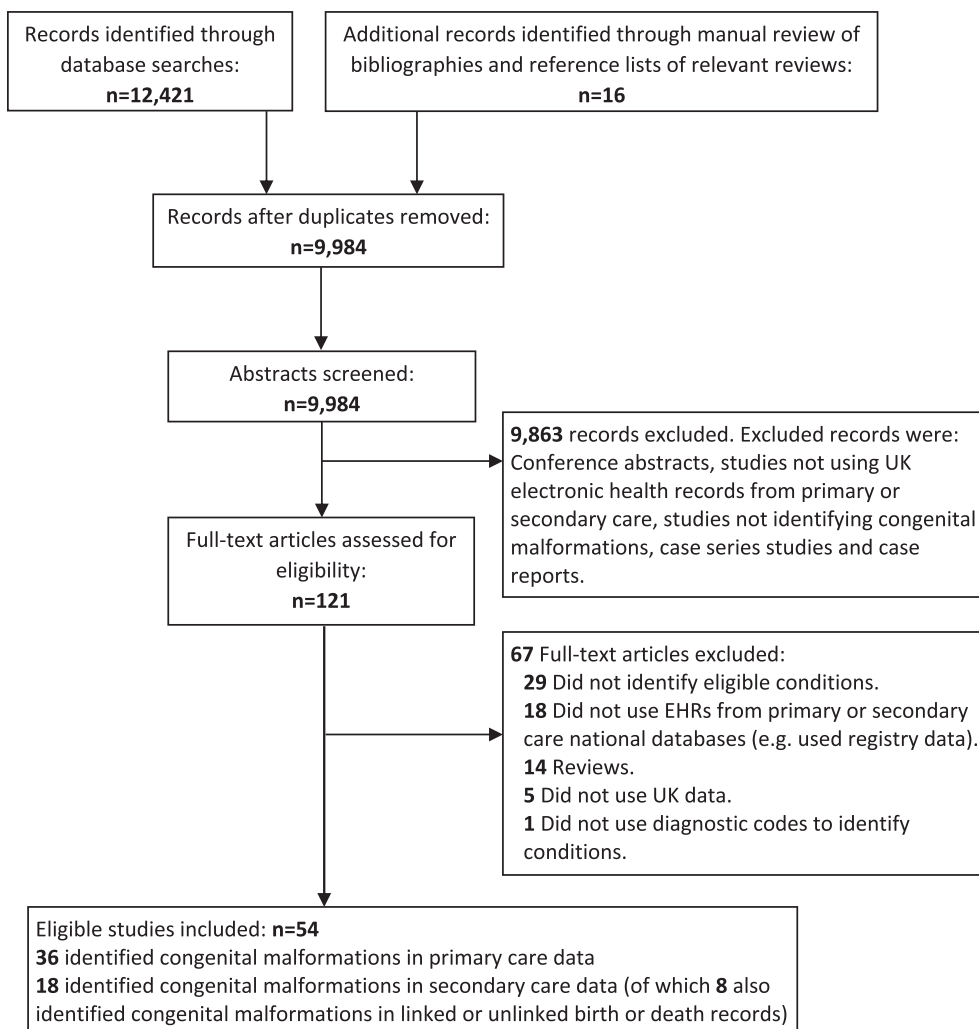 Records identified through
database searches:
n=12,421
Additional records identified through manual review of
bibliographies and reference lists of relevant reviews:
n=16
Records after duplicates removed:
n=9,984
Abstracts screened:
n=9,984
9,863 records excluded. Excluded records were:
Conference abstracts, studies not using UK
electronic health records from primary or
secondary care, studies not identifying congenital
malformations, case series studies and case
reports.
Full-text articles assessed for
eligibility:
n=121
67 Full-text articles excluded:
29 Did not identify eligible conditions.
18 Did not use EHRs from primary or secondary
care national databases (e.g. used registry data).
14 Reviews.
5 Did not use UK data.
1 Did not use diagnostic codes to identify
conditions.
Eligible studies included: n=54
36 identified congenital malformations in primary care data
18 identified congenital malformations in secondary care data (of which 8 also
identified congenital malformations in linked or unlinked birth or death records)